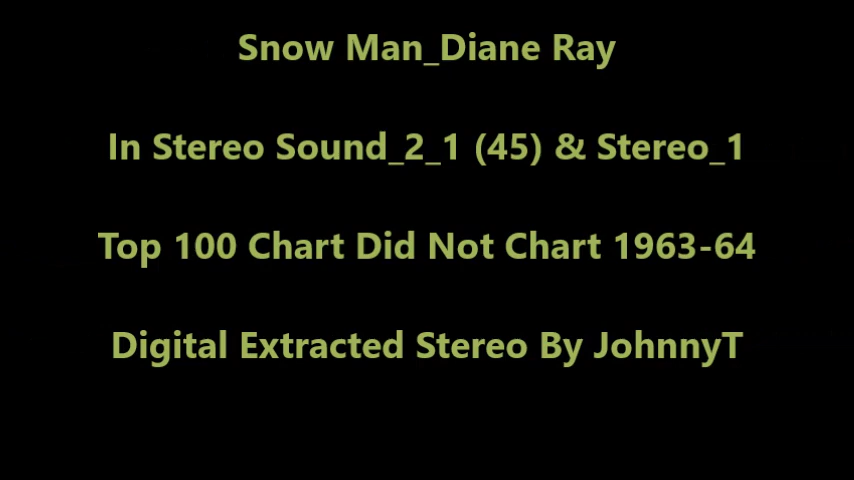 Snow Man_Diane Ray
In Stereo Sound_2_1 (45) & Stereo_1
Top 100 Chart Did Not Chart 1963-64
Digital Extracted Stereo By JohnnyT